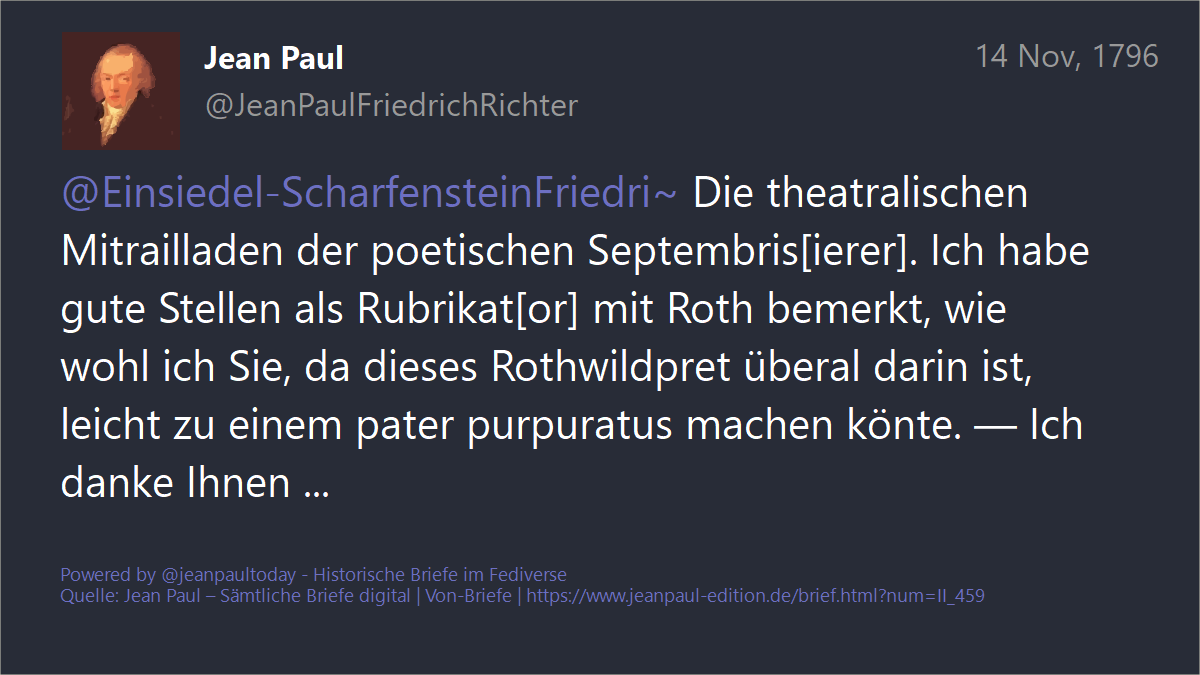 Jean Paul
14 Nov, 1796
@JeanPaulFriedrichRichter
@Einsiedel-ScharfensteinFriedri~ Die theatralischen
Mitrailladen der poetischen Septembris[ierer]. Ich habe
gute Stellen als Rubrikat[or] mit Roth bemerkt, wie
wohl ich Sie, da dieses Rothwildpret überal darin ist,
leicht zu einem pater purpuratus machen könte. — Ich
danke Ihnen ...
Powered by @jeanpaultoday - Historische Briefe im Fediverse
Quelle: Jean Paul – Sämtliche Briefe digital | Von-Briefe | https://www.jeanpaul-edition.de/brief.html?num=II_459